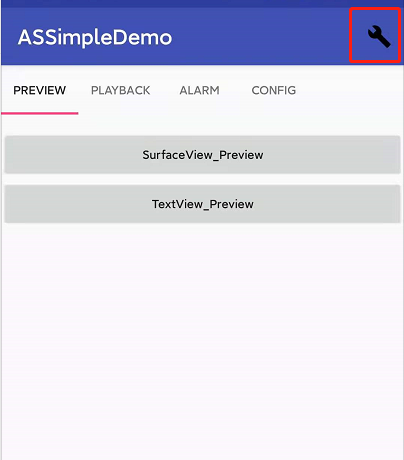 ASSimpleDemo
PREVIEW PLAYBACK ALARM CONFIG
SurfaceView_Preview
TextView_Preview